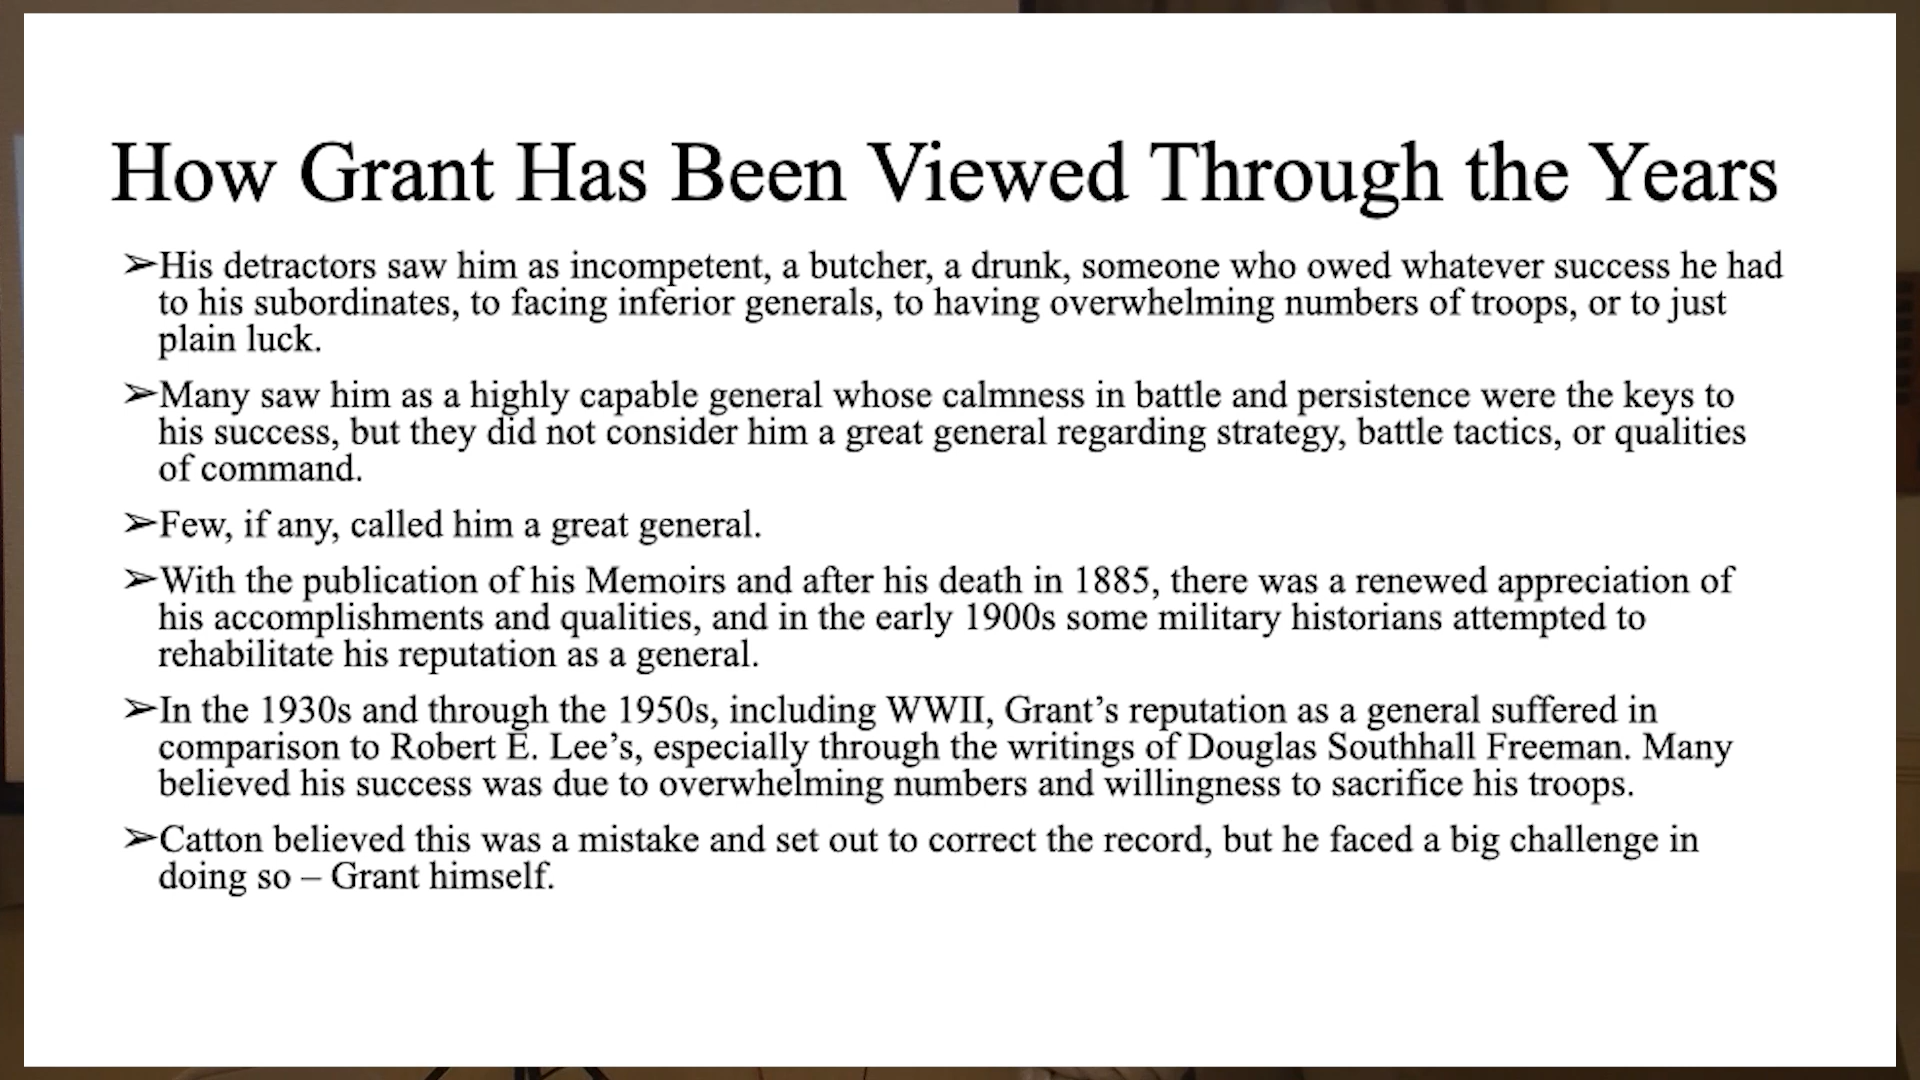 How Grant Has Been Viewed Through the Years
➢His detractors saw him as incompetent, a butcher, a drunk, someone who owed whatever success he had
to his subordinates, to facing inferior generals, to having overwhelming numbers of troops, or to just
plain luck.
➢Many saw him as a highly capable general whose calmness in battle and persistence were the keys to
his success, but they did not consider him a great general regarding strategy, battle tactics, or qualities
of command.
➢Few, if any, called him a great general.
➢With the publication of his Memoirs and after his death in 1885, there was a renewed appreciation of
his accomplishments and qualities, and in the early 1900s some military historians attempted to
rehabilitate his reputation as a general.
➢In the 1930s and through the 1950s, including WWII, Grant’s reputation as a general suffered in
comparison to Robert E. Lee’s, especially through the writings of Douglas Southhall Freeman. Many
believed his success was due to overwhelming numbers and willingness to sacrifice his troops.
➢Catton believed this was a mistake and set out to correct the record, but he faced a big challenge in
doing so – Grant himself.